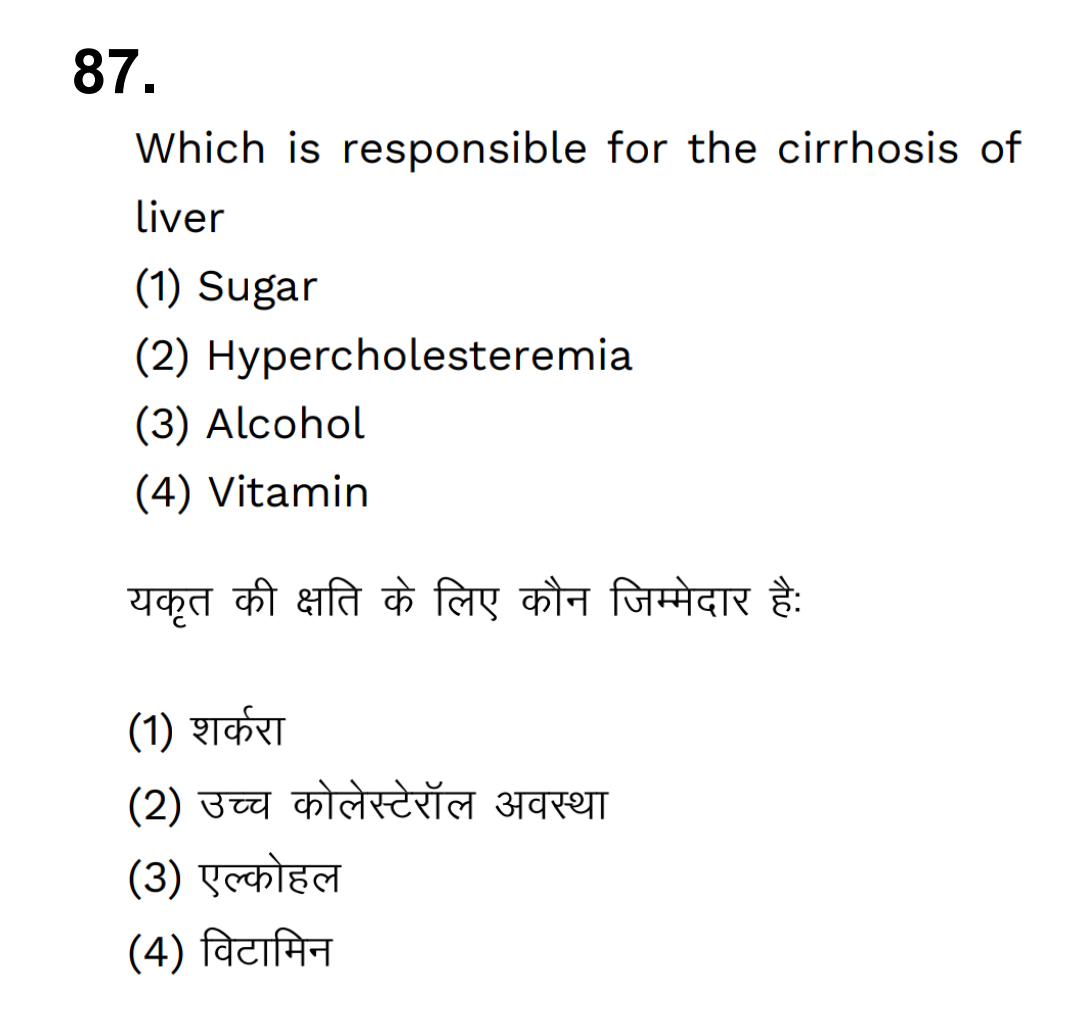 87.
Which is responsible for the cirrhosis of
liver
(1) Sugar
(2) Hypercholesteremia
(3) Alcohol
(4) Vitamin
यकृत की क्षति के लिए कौन जिम्मेदार है:
(1) शर्करा
(2) उच्च कोलेस्टेरॉल अवस्था
(3) एल्कोहल
(4) विटामिन